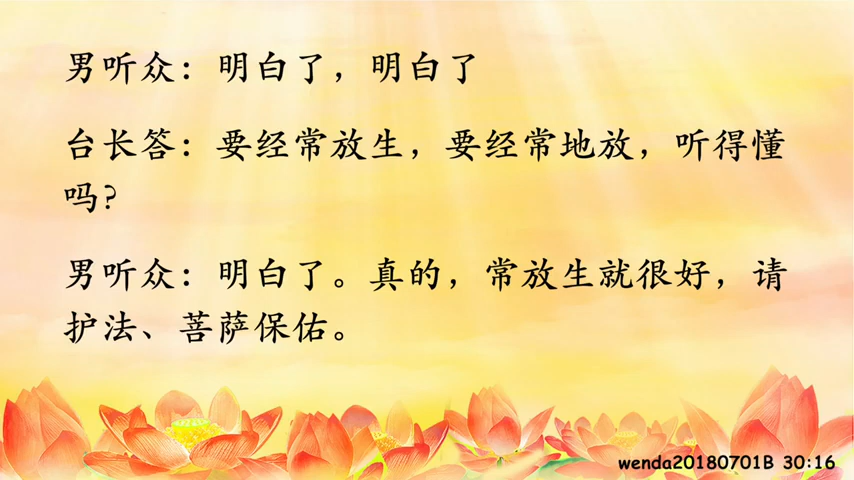 男听众：明白了，明白了
台长答：要经常放生，要经常地放，听得懂
吗?
男听众：明白了。真的，常放生就很好，请
护法、菩萨保佑。
wenda20180701B 30:16